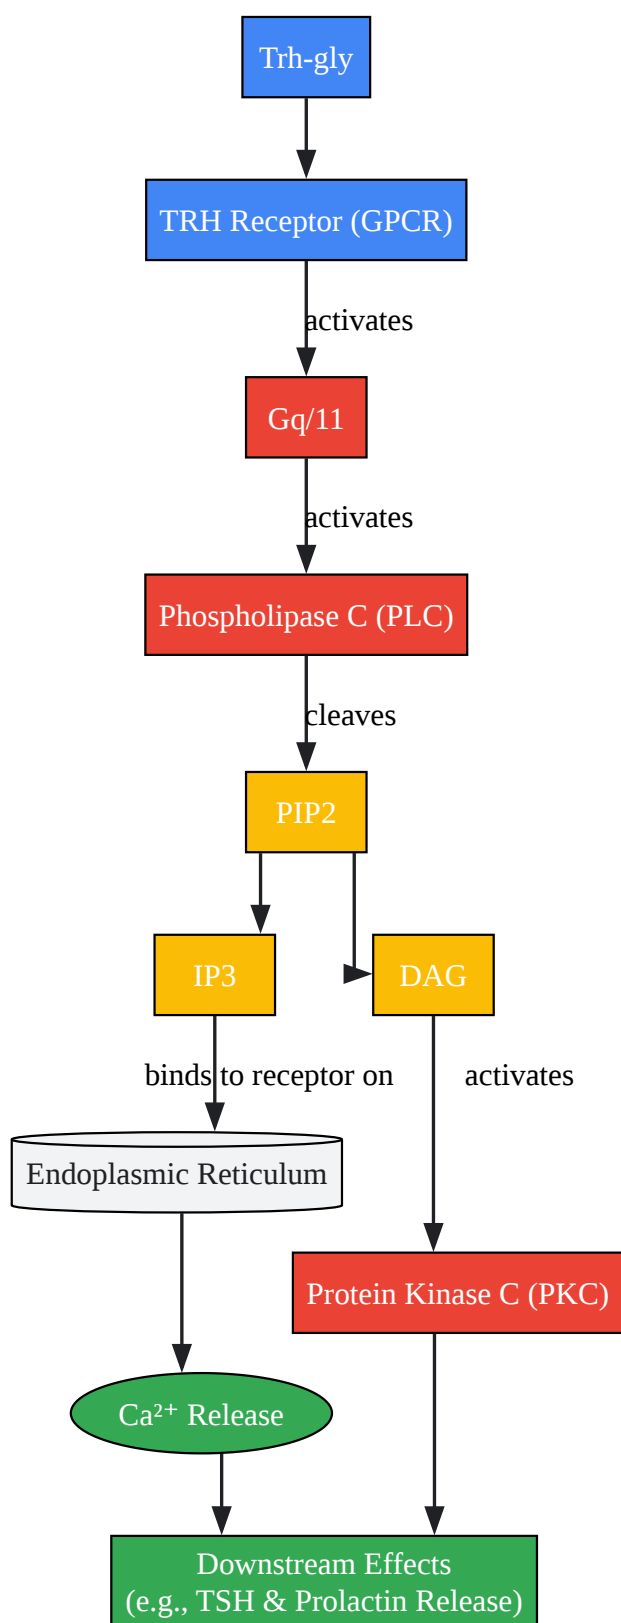 Trh-gly
TRH Receptor (GPCR)
activates
Gq/11
activates
Phospholipase C (PLC)
cleaves
PIP2
IP3
DAG
binds to receptor on
activates
Endoplasmic Reticulum
Protein Kinase C (PKC)
Ca²⁺ Release
Downstream Effects
(e.g., TSH & Prolactin Release)